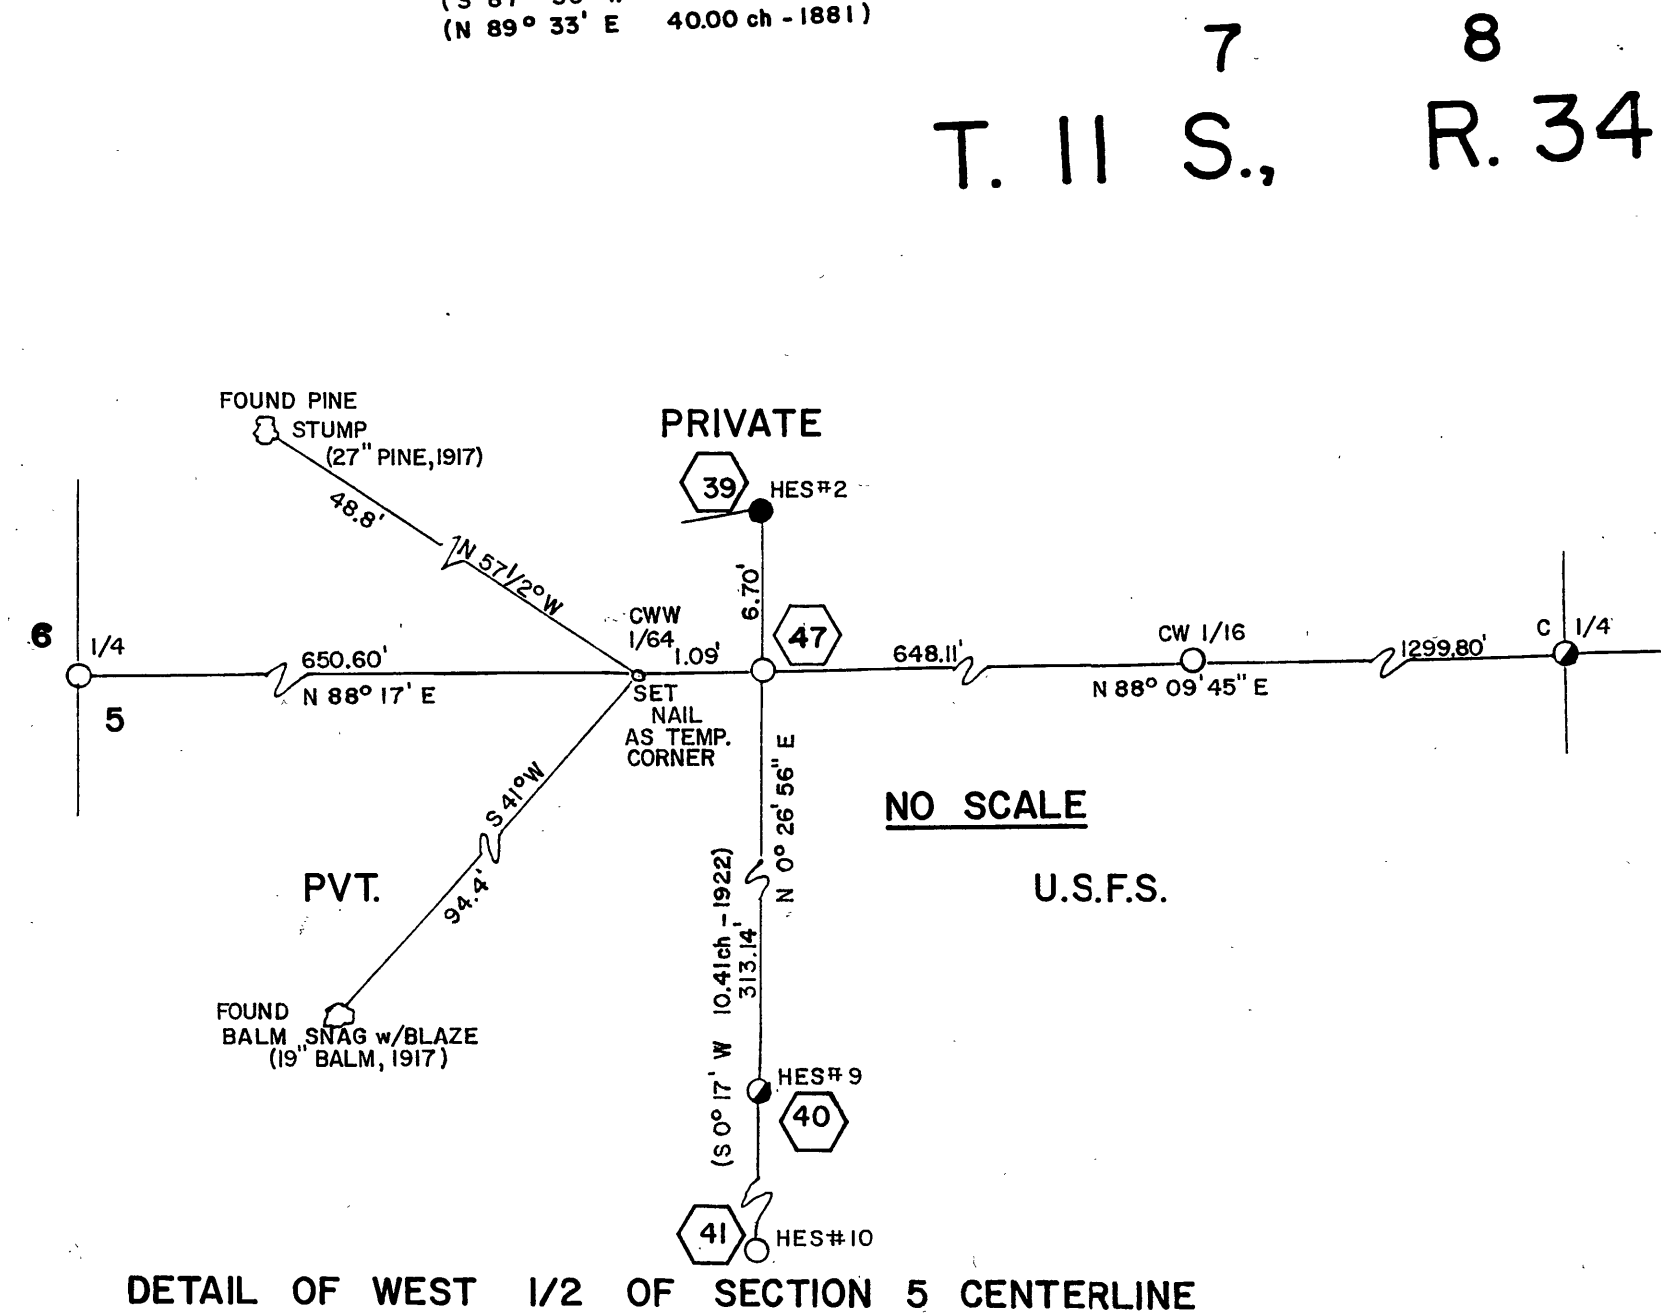 (N 89° 33' E 40.00 ch - 1881)
7 8
T. 11 S., R. 34
FOUND PINE
STUMP
(27" PINE, 1917)
48.8'
N 57 1/2° W
PRIVATE
39
HES#2
6.70'
6
1/4
5
650.60'
N 88° 17' E
CWW
1/64
1.09'
SET
NAIL
AS TEMP.
CORNER
47
648.11'
CW 1/16
N 88° 09' 45" E
1299.80'
C 1/4
S 41° W
94.4'
PVT.
N 0° 26' 56" E
(S 0° 17' W 10.41ch - 1922)
313.14'
NO SCALE
U.S.F.S.
FOUND
BALM SNAG w/BLAZE
(19" BALM, 1917)
HES#9
40
41
HES#10
DETAIL OF WEST 1/2 OF SECTION 5 CENTERLINE